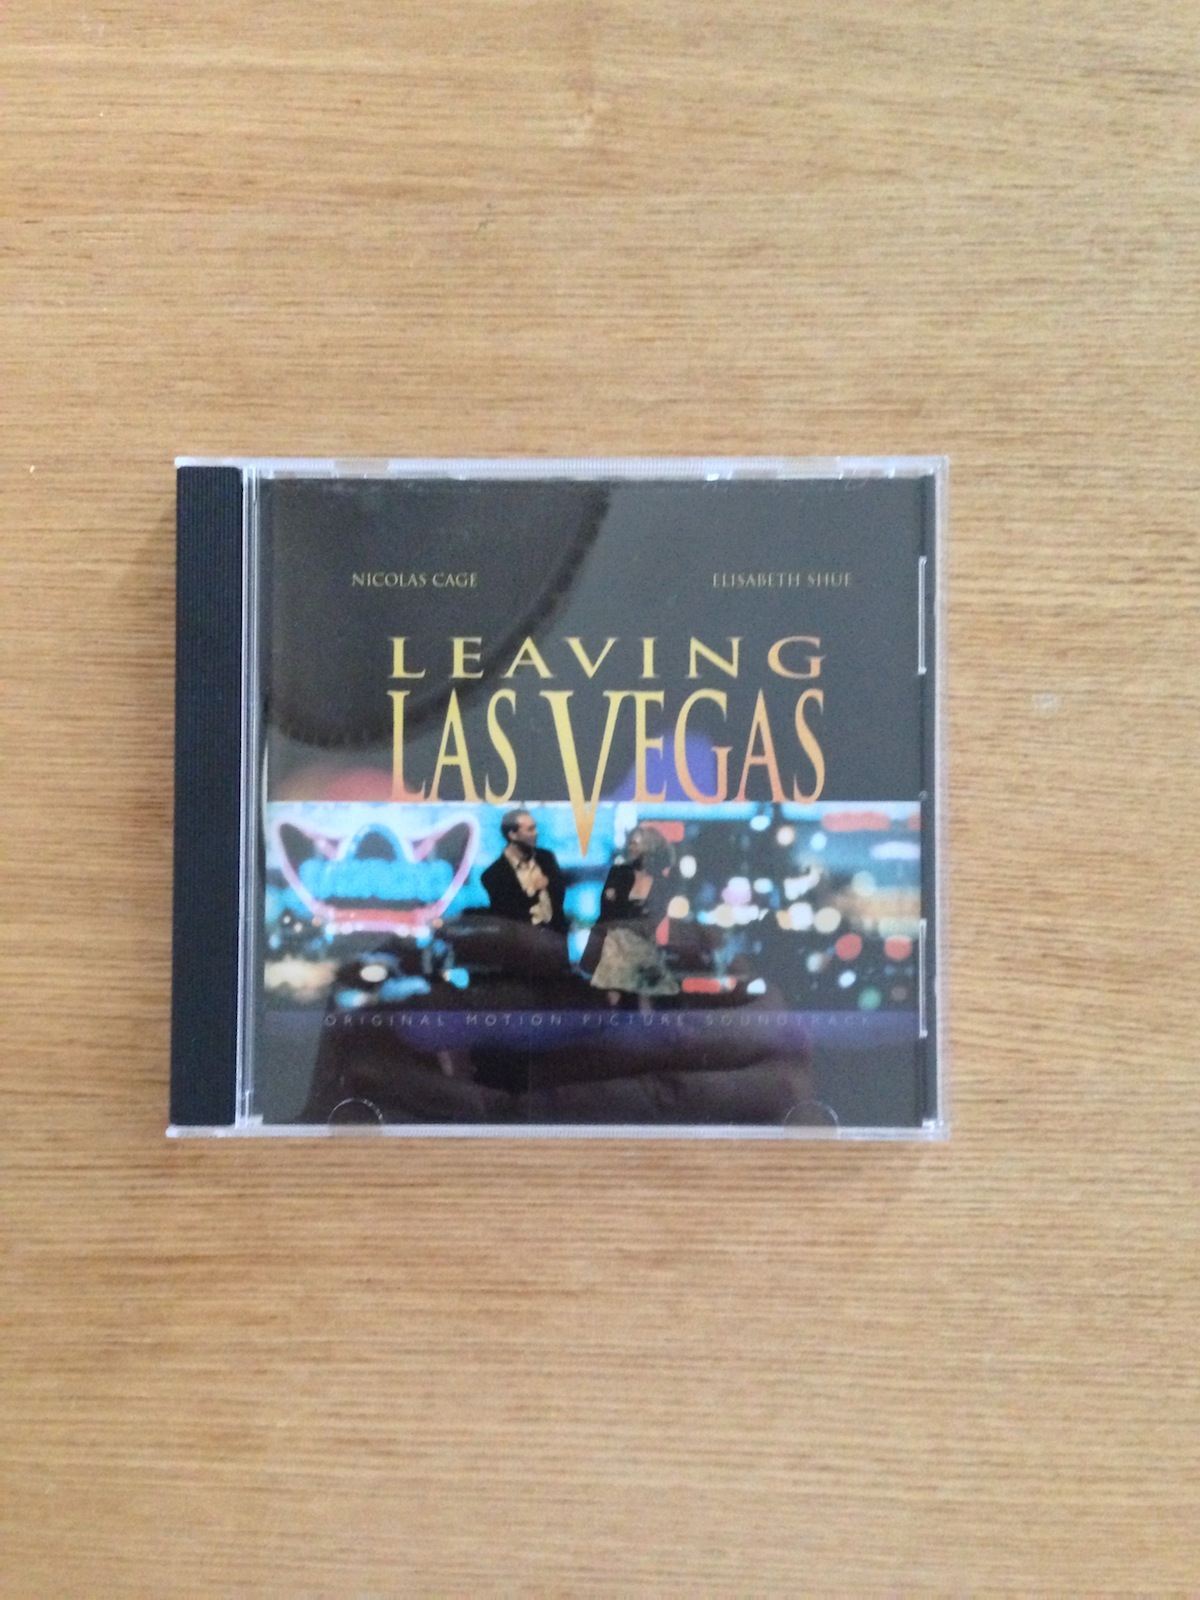 NICOLAS CAGE
ELISABETH SHUE
LEAVING
LAS VEGAS
ORIGINAL MOTION PICTURE SOUNDTRACK